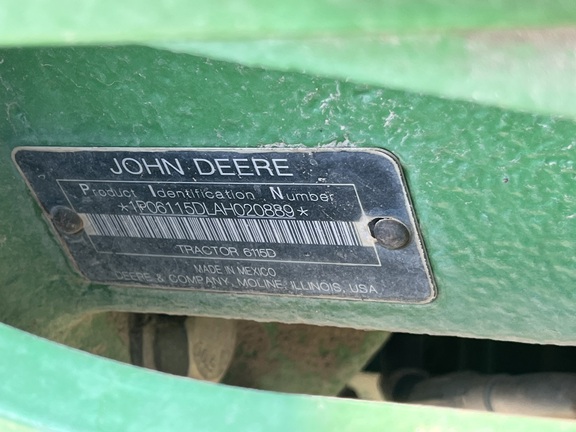 JOHN DEERE
Product Identification Number
*1P06115DLAH020889*
TRACTOR 6115D
MADE IN MEXICO
DEERE & COMPANY, MOLINE, ILLINOIS, USA